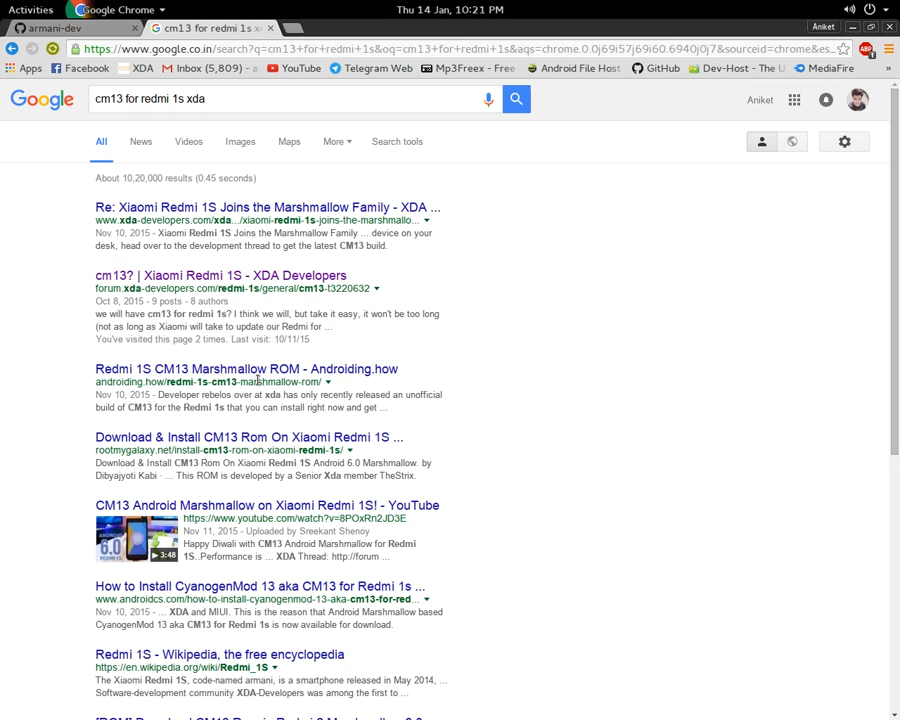 Activities Google Chrome Thu 14 Jan, 10:21 PM
armani-dev × cm13 for redmi 1s x × Aniket
https://www.google.co.in/search?q=cm13+for+redmi+1s&oq=cm13+for+redmi+1s&aqs=chrome.0.0j69i57j69i60.6940j0j7&sourceid=chrome&es... ABP 1
Apps Facebook XDA Inbox (5,809) - a YouTube Telegram Web Mp3Freex - Free Android File Host GitHub Dev-Host - The U MediaFire »
Google cm13 for redmi 1s xda Aniket
All News Videos Images Maps More Search tools
About 10,20,000 results (0.45 seconds)
Re: Xiaomi Redmi 1S Joins the Marshmallow Family - XDA ...
www.xda-developers.com/xda.../xiaomi-redmi-1s-joins-the-marshmallo...
Nov 10, 2015 - Xiaomi Redmi 1S Joins the Marshmallow Family ... device on your
desk, head over to the development thread to get the latest CM13 build.
cm13? | Xiaomi Redmi 1S - XDA Developers
forum.xda-developers.com/redmi-1s/general/cm13-t3220632
Oct 8, 2015 - 9 posts - 8 authors
we will have cm13 for redmi 1s? I think we will, but take it easy, it won't be too long
(not as long as Xiaomi will take to update our Redmi for ...
You've visited this page 2 times. Last visit: 10/11/15
Redmi 1S CM13 Marshmallow ROM - Androiding.how
androiding.how/redmi-1s-cm13-marshmallow-rom/
Nov 10, 2015 - Developer rebelos over at xda has only recently released an unofficial
build of CM13 for the Redmi 1s that you can install right now and get ...
Download & Install CM13 Rom On Xiaomi Redmi 1S ...
rootmygalaxy.net/install-cm13-rom-on-xiaomi-redmi-1s/
Download & Install CM13 Rom On Xiaomi Redmi 1S Android 6.0 Marshmallow. by
Dibyajyoti Kabi · ... This ROM is developed by a Senior Xda member TheStrix.
CM13 Android Marshmallow on Xiaomi Redmi 1S! - YouTube
https://www.youtube.com/watch?v=8POxRn2JD3E
Nov 11, 2015 - Uploaded by Sreekant Shenoy
Happy Diwali with CM13 Android Marshmallow for Redmi
1S..Performance is ... XDA Thread: http://forum ...
ANDROID
6.0
REDMI 1S
3:48
How to Install CyanogenMod 13 aka CM13 for Redmi 1s ...
www.androidcs.com/how-to-install-cyanogenmod-13-aka-cm13-for-red...
Nov 10, 2015 - ... XDA and MIUI. This is the reason that Android Marshmallow based
CyanogenMod 13 aka CM13 for Redmi 1s is now available for download.
Redmi 1S - Wikipedia, the free encyclopedia
https://en.wikipedia.org/wiki/Redmi_1S
The Xiaomi Redmi 1S, code-named armani, is a smartphone released in May 2014, ...
Software-development community XDA-Developers was among the first to ...